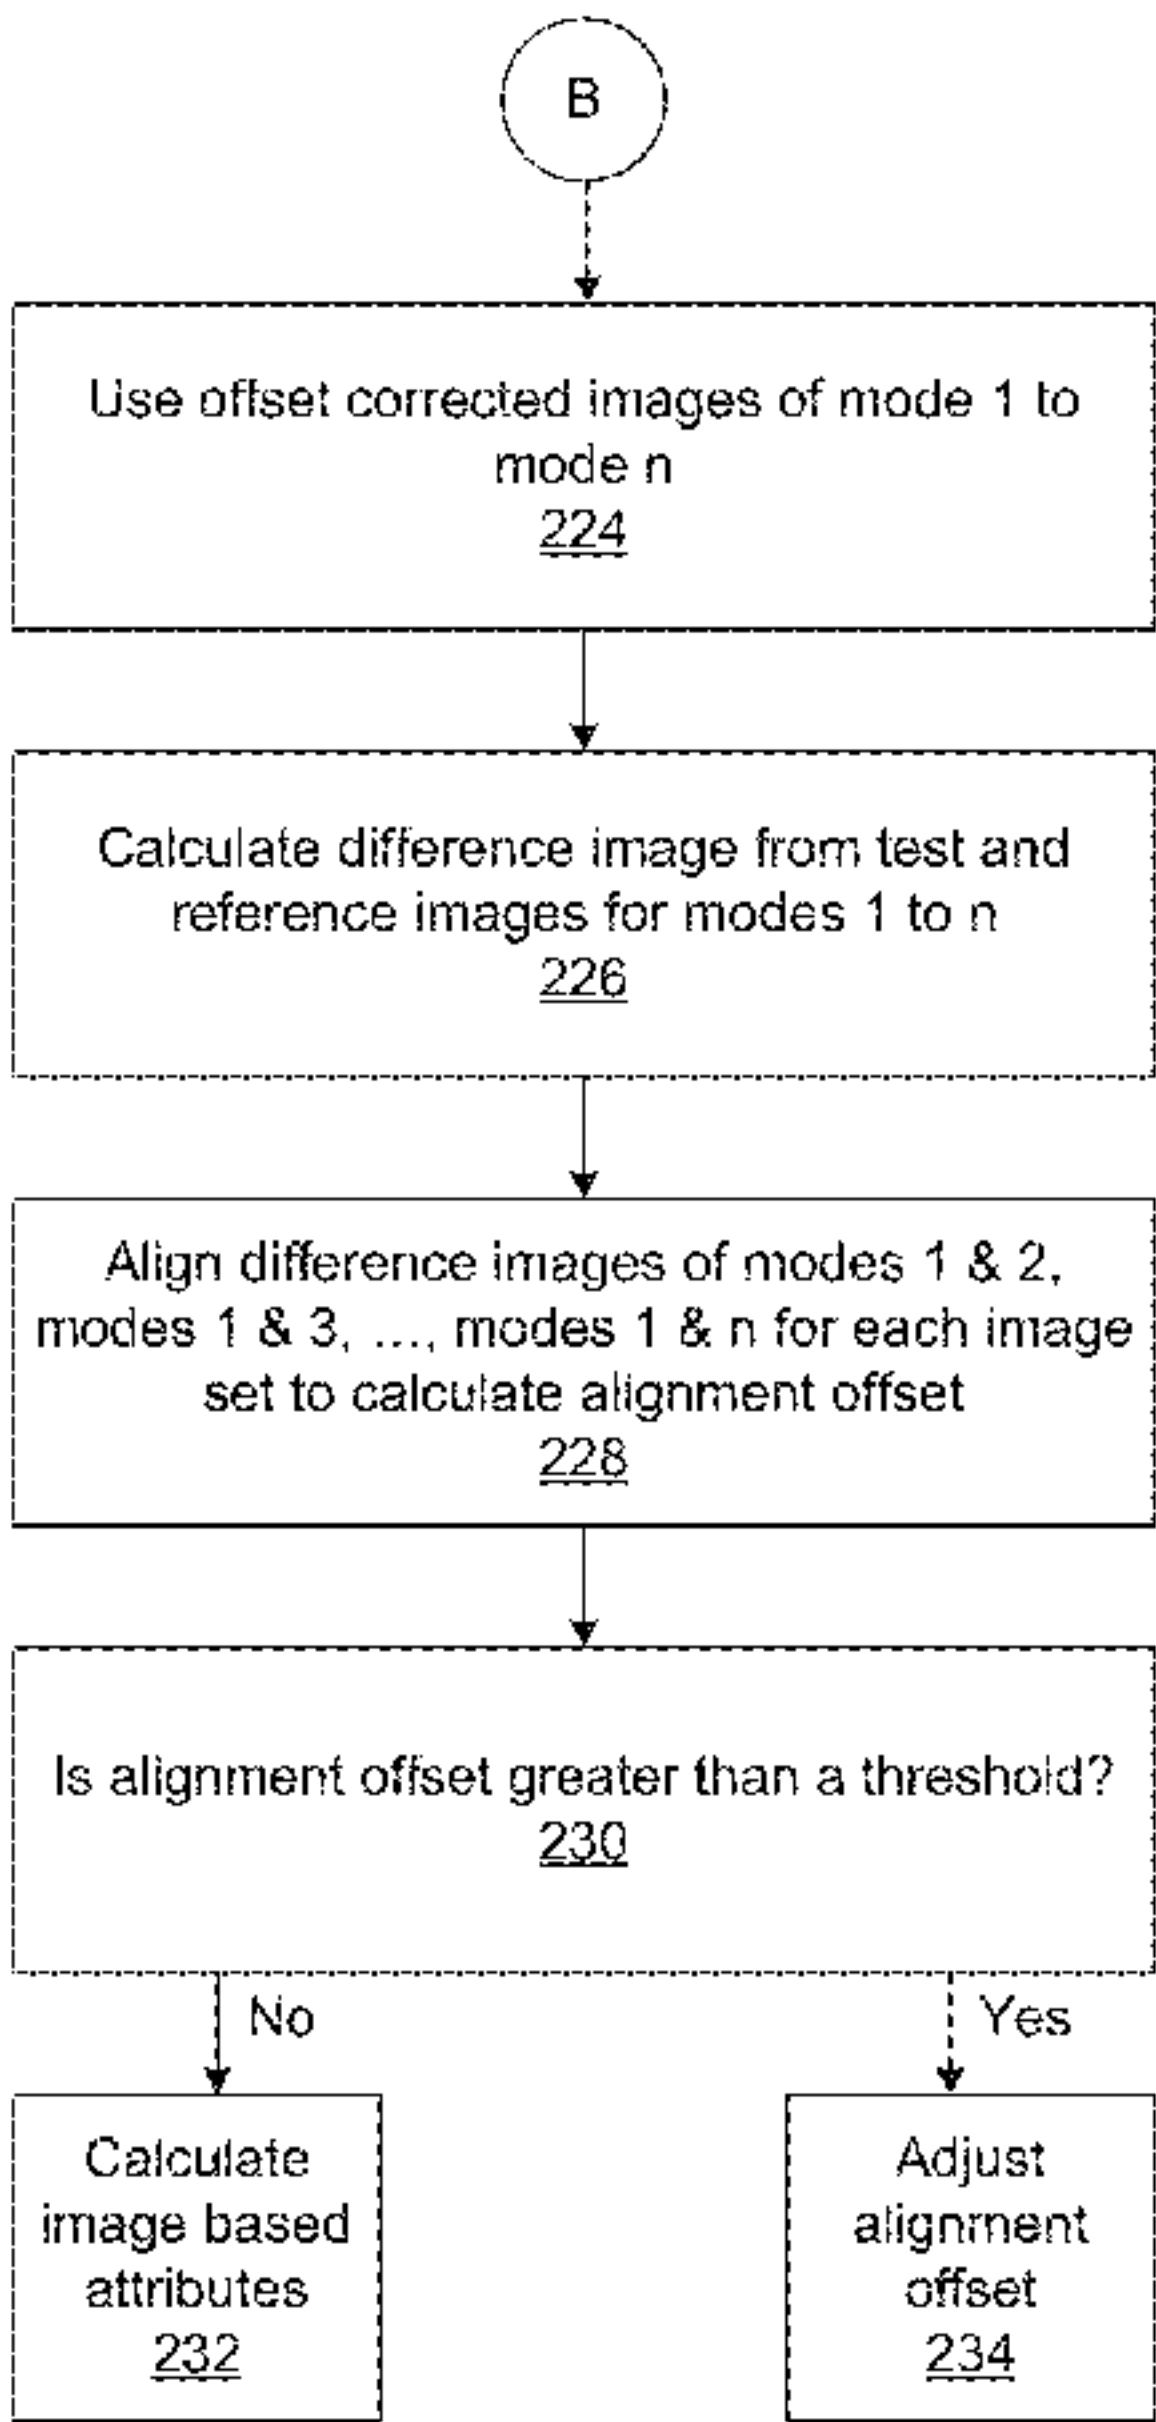 B
Use offset corrected images of mode 1 to
mode n
224
Calculate difference image from test and
reference images for modes 1 to n
226
Align difference images of modes 1 & 2,
modes 1 & 3, ..., modes 1 & n for each image
set to calculate alignment offset
228
Is alignment offset greater than a threshold?
230
No
Yes
Calculate
image based
attributes
232
Adjust
alignment
offset
234